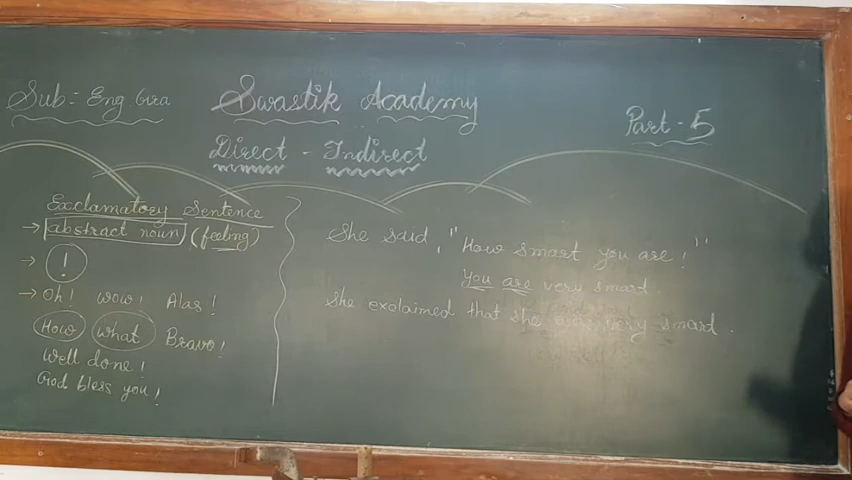 Sub:- Eng Gra
Swastik Academy
Part-5
Direct - Indirect
Exclamatory Sentence
→ abstract noun (feeling)
→ !
→ Oh! wow! Alas!
How what Bravo!
Well done!
God bless you!
She said, "How smart you are!"
You are very smart.
She exclaimed that she very smart.